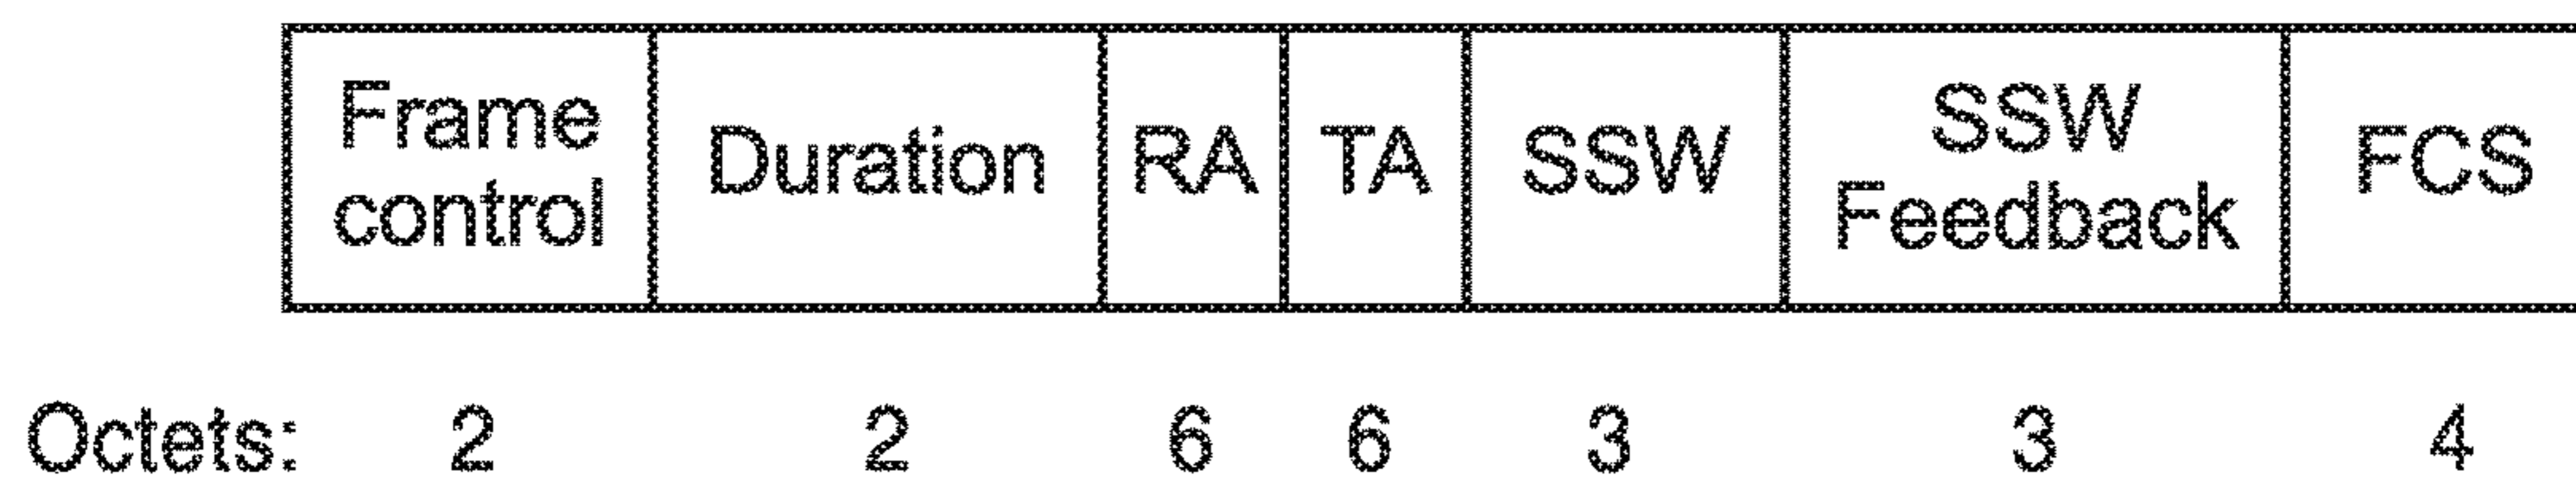 Frame control Duration RA TA SSW SSW Feedback FCS
Octets: 2 2 6 6 3 3 4